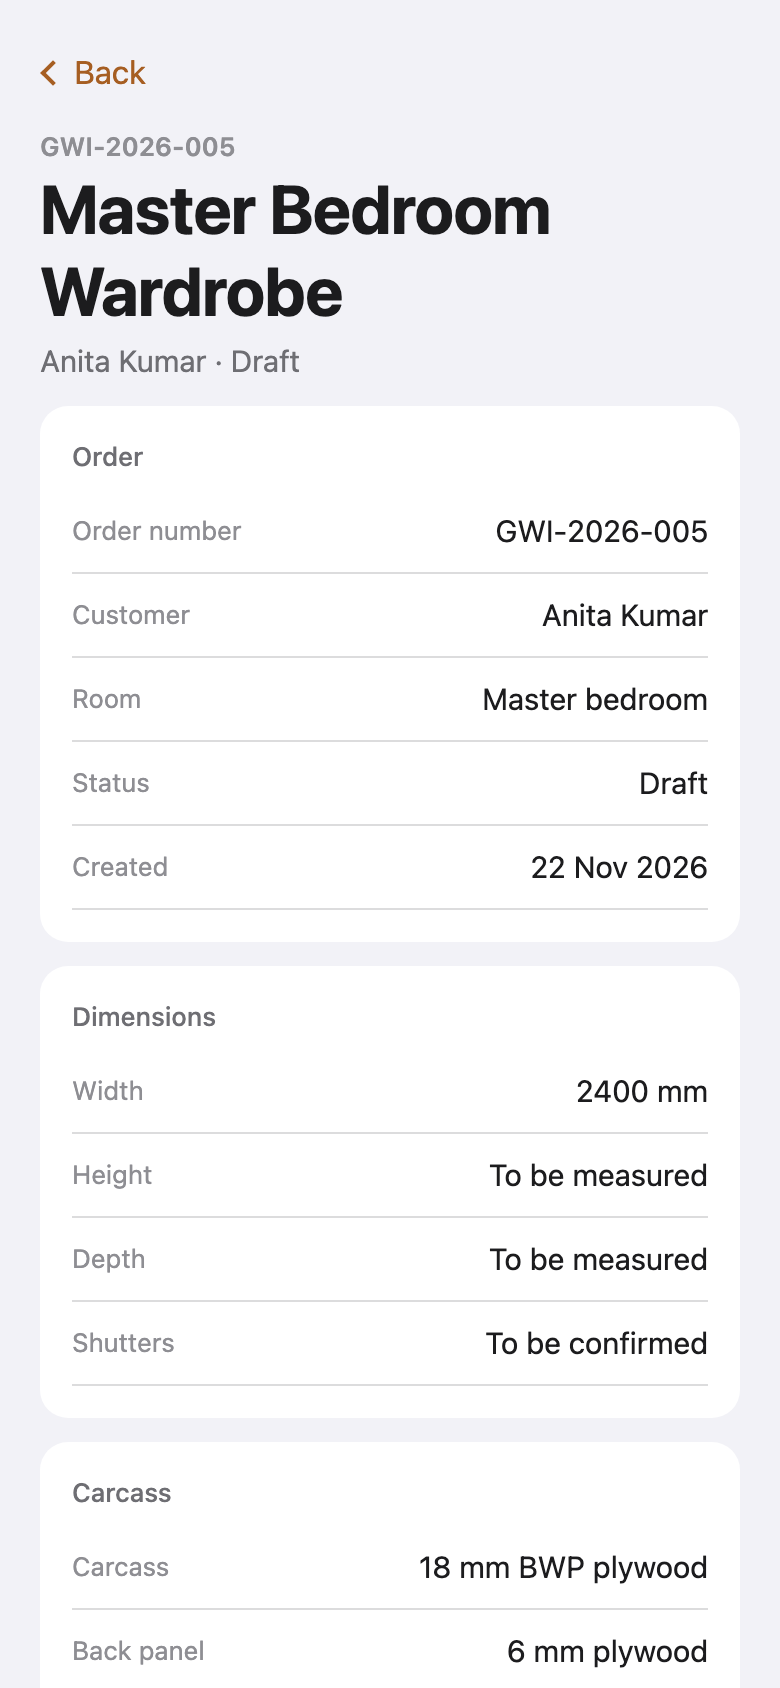 Back
GWI-2026-005
Master Bedroom
Wardrobe
Anita Kumar · Draft
Order
Order number GWI-2026-005
Customer Anita Kumar
Room Master bedroom
Status Draft
Created 22 Nov 2026
Dimensions
Width 2400 mm
Height To be measured
Depth To be measured
Shutters To be confirmed
Carcass
Carcass 18 mm BWP plywood
Back panel 6 mm plywood